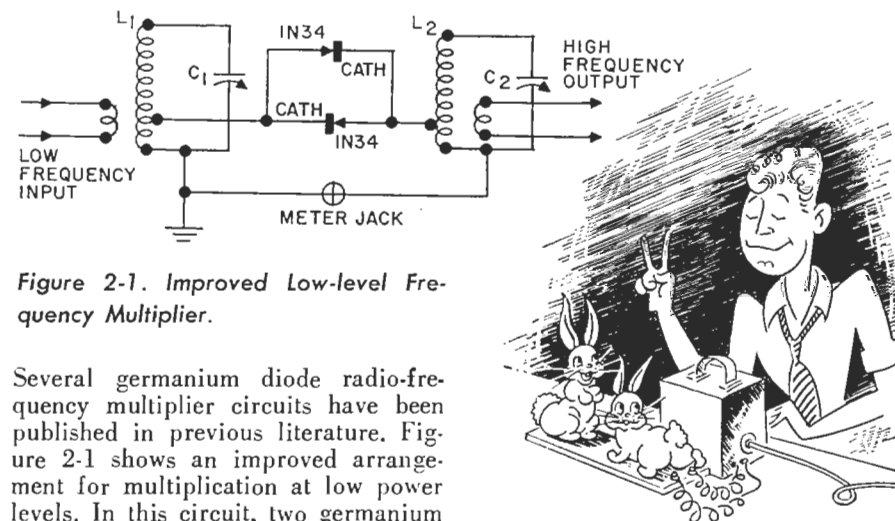 L1
IN34
L2
C1
CATH
C2
HIGH
FREQUENCY
OUTPUT
CATH
IN34
LOW
FREQUENCY
INPUT
METER JACK
Figure 2-1. Improved Low-level Fre-
quency Multiplier.
Several germanium diode radio-fre-
quency multiplier circuits have been
published in previous literature. Fig-
ure 2-1 shows an improved arrange-
ment for multiplication at low power
levels. In this circuit, two germanium